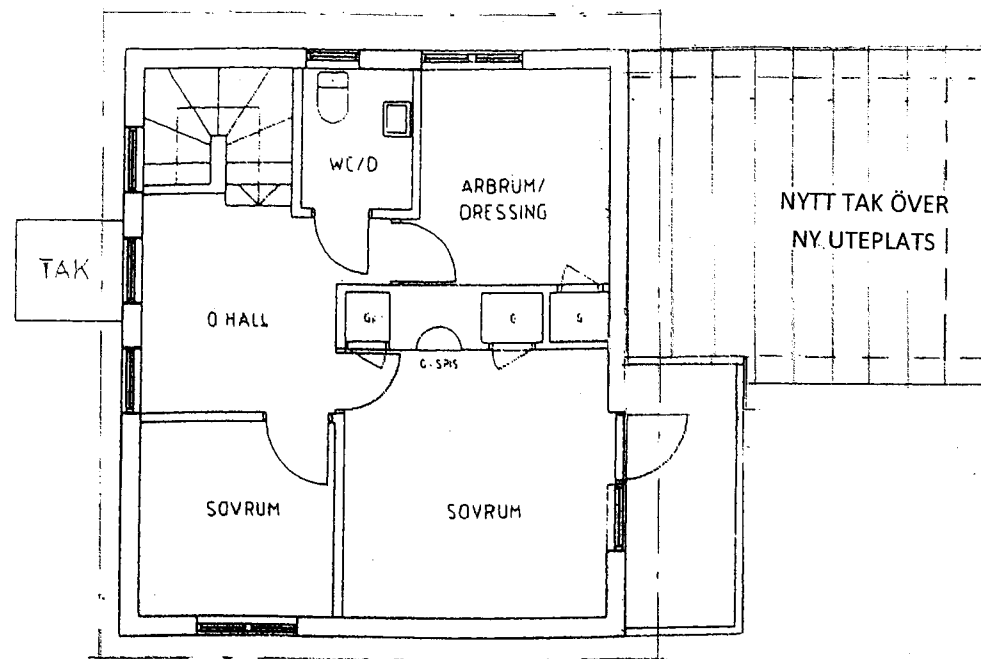 WC/D
ARBRUM/
DRESSING
NYTT TAK ÖVER
NY UTEPLATS
TAK
Ö HALL
G
G
G-SPIS
SOVRUM
SOVRUM